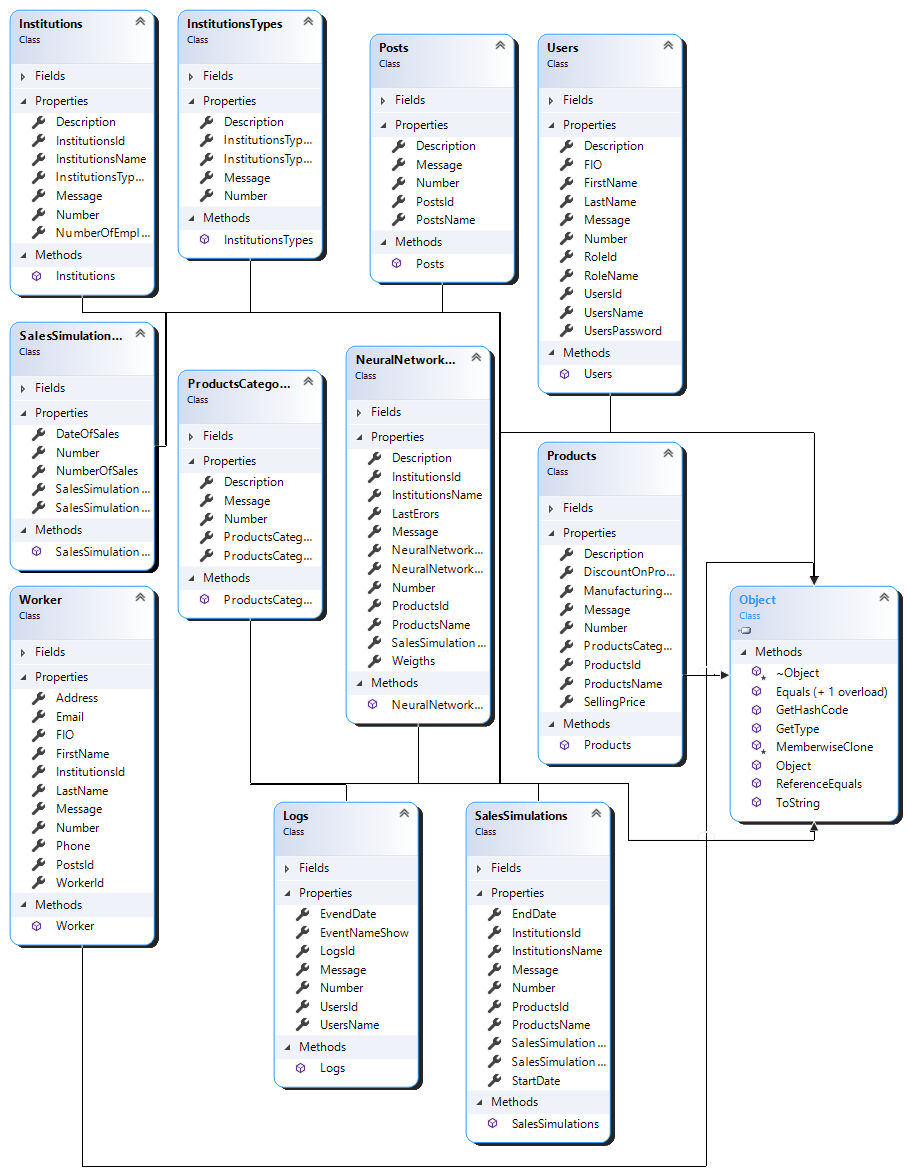 Institutions
Class
Fields
Properties
Description
InstitutionsId
InstitutionsName
InstitutionsTyp...
Message
Number
NumberOfEmpl...
Methods
Institutions
InstitutionsTypes
Class
Fields
Properties
Description
InstitutionsTyp...
InstitutionsTyp...
Message
Number
Methods
InstitutionsTypes
Posts
Class
Fields
Properties
Description
Message
Number
PostsId
PostsName
Methods
Posts
Users
Class
Fields
Properties
Description
FIO
FirstName
LastName
Message
Number
RoleId
RoleName
UsersId
UsersName
UsersPassword
Methods
Users
SalesSimulation...
Class
Fields
Properties
DateOfSales
Number
NumberOfSales
SalesSimulation...
SalesSimulation...
Methods
SalesSimulation...
ProductsCatego...
Class
Fields
Properties
Description
Message
Number
ProductsCateg...
ProductsCateg...
Methods
ProductsCateg...
NeuralNetwork...
Class
Fields
Properties
Description
InstitutionsId
InstitutionsName
LastErors
Message
NeuralNetwork...
NeuralNetwork...
Number
ProductsId
ProductsName
SalesSimulation...
Weigths
Methods
NeuralNetwork...
Products
Class
Fields
Properties
Description
DiscountOnPro...
Manufacturing...
Message
Number
ProductsCateg...
ProductsId
ProductsName
SellingPrice
Methods
Products
Worker
Class
Fields
Properties
Address
Email
FIO
FirstName
InstitutionsId
LastName
Message
Number
Phone
PostsId
WorkerId
Methods
Worker
Object
Class
Methods
~Object
Equals (+ 1 overload)
GetHashCode
GetType
MemberwiseClone
Object
ReferenceEquals
ToString
Logs
Class
Fields
Properties
EvendDate
EventNameShow
LogsId
Message
Number
UsersId
UsersName
Methods
Logs
SalesSimulations
Class
Fields
Properties
EndDate
InstitutionsId
InstitutionsName
Message
Number
ProductsId
ProductsName
SalesSimulation...
SalesSimulation...
StartDate
Methods
SalesSimulations